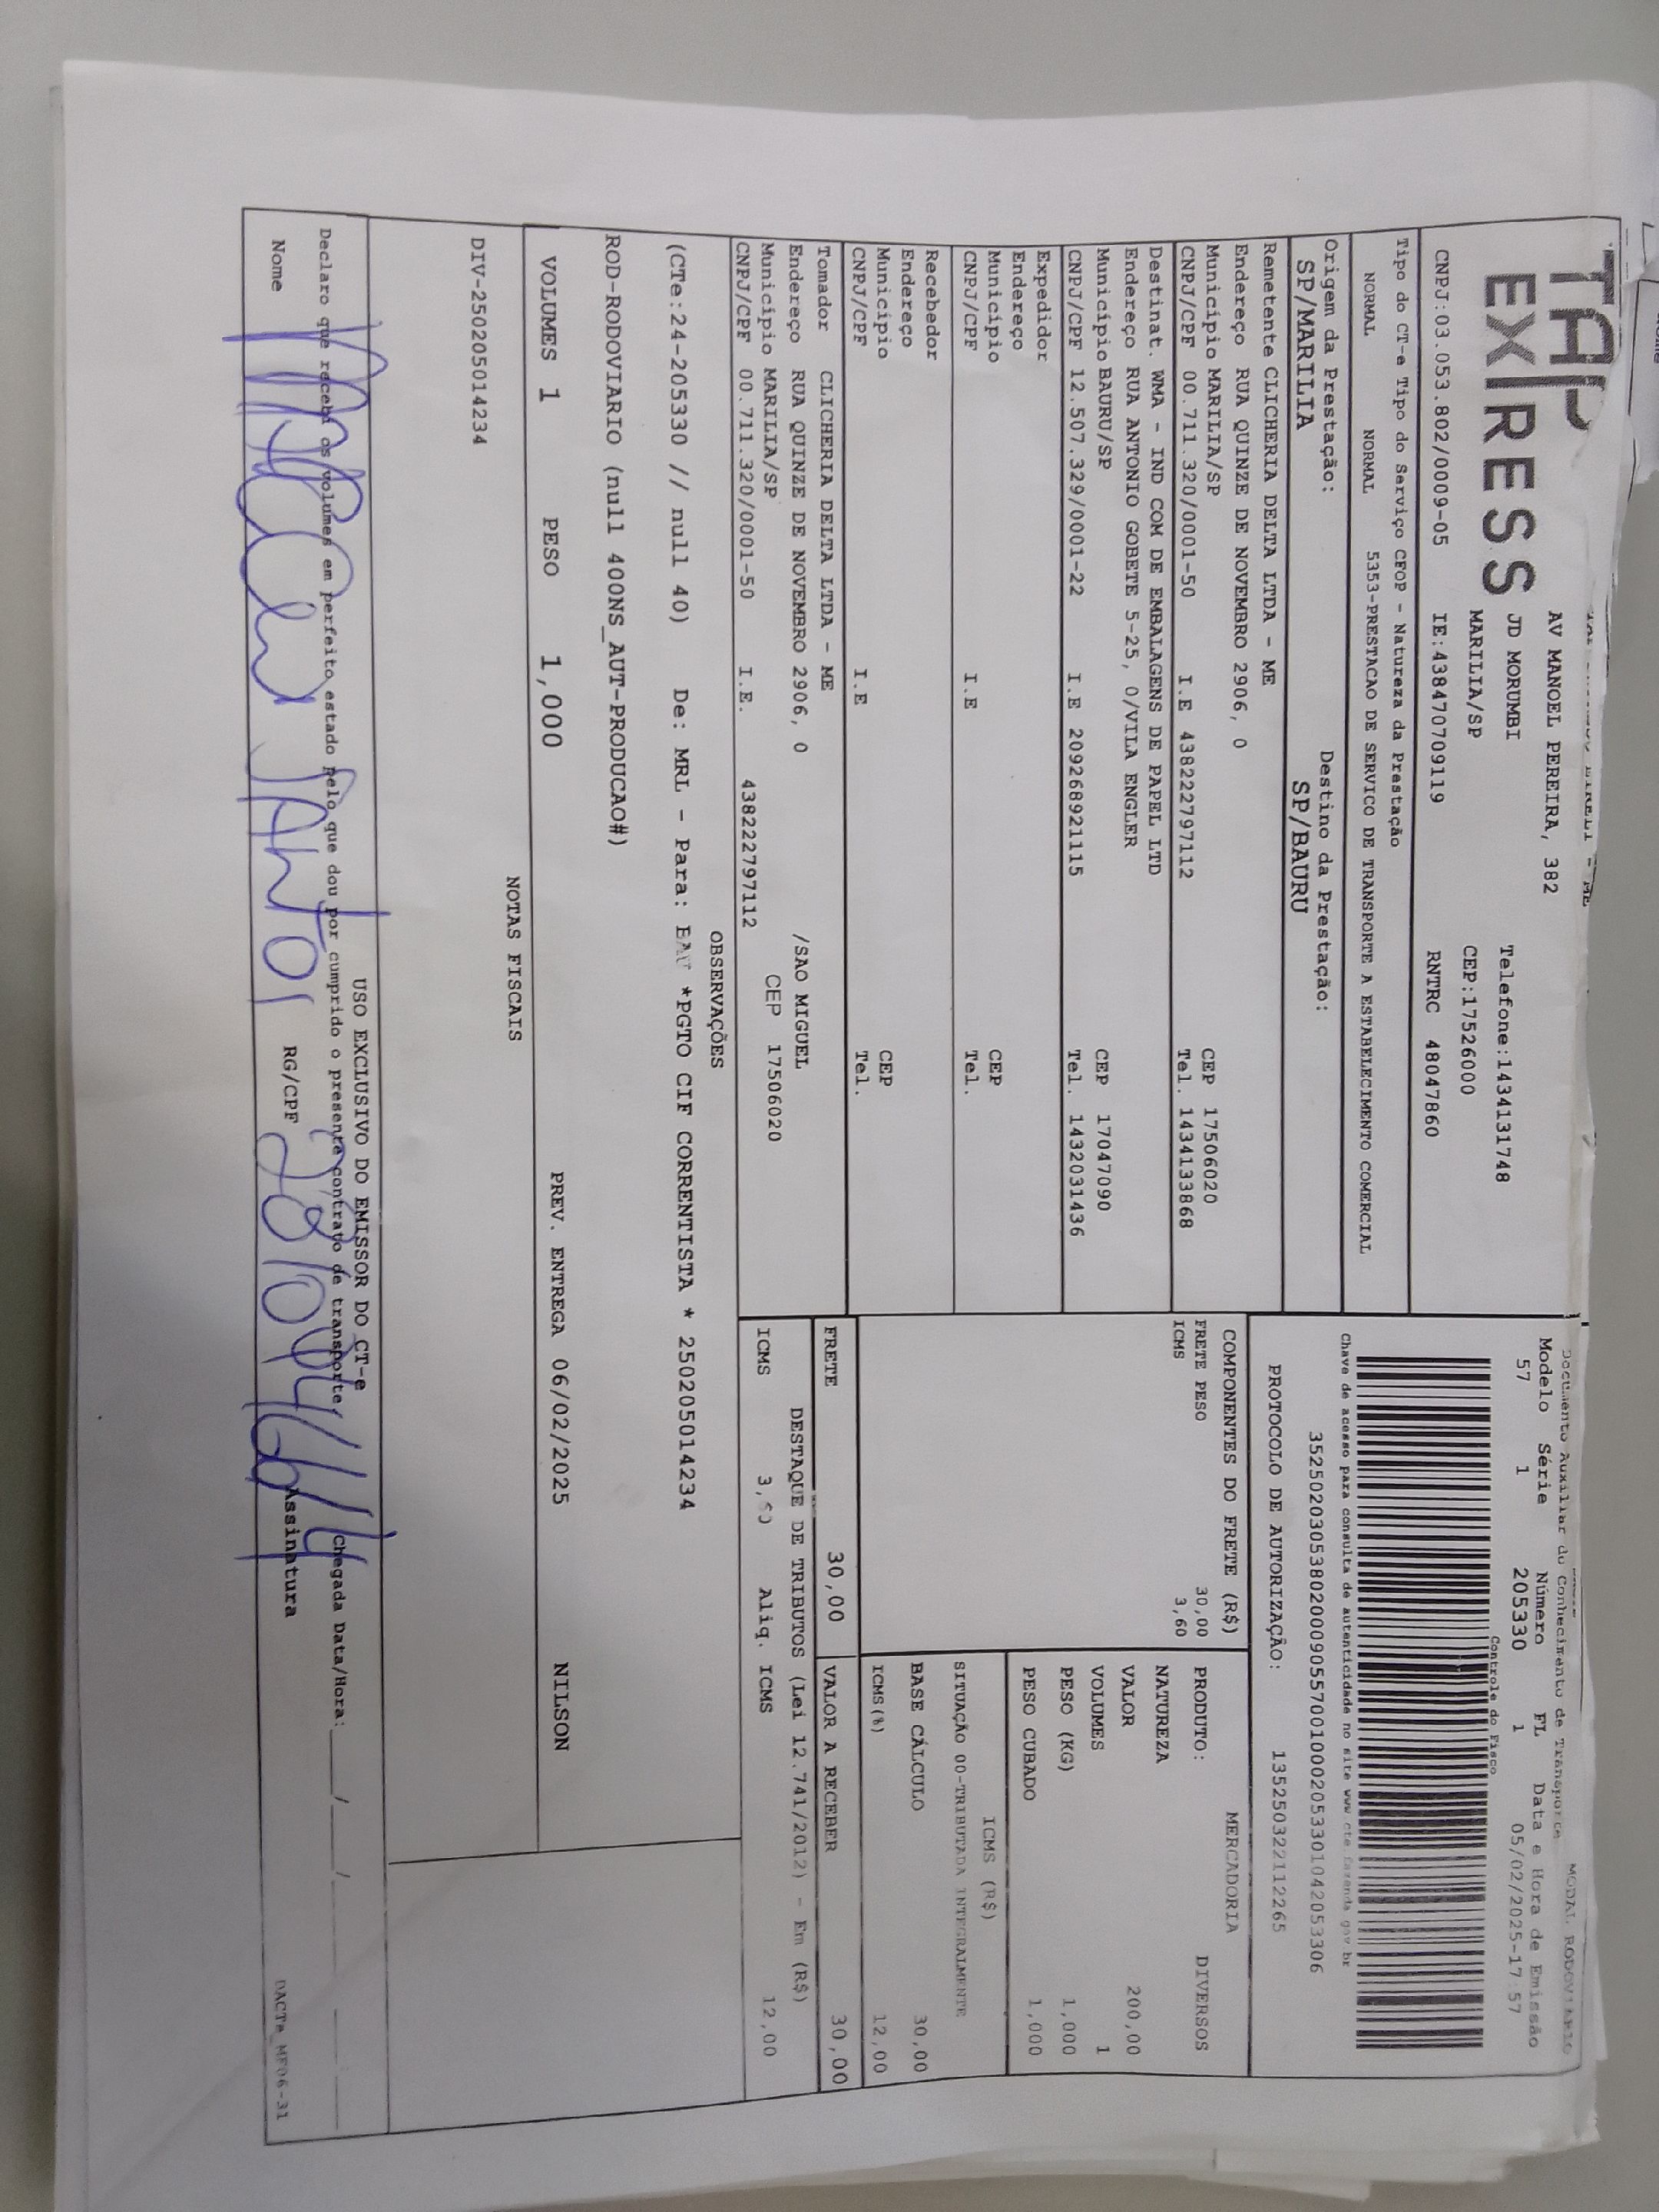 TAP
EXPRESS
AV MANOEL PEREIRA, 382
JD MORUMBI
Telefone:1434131748
MARILIA/SP
CEP:17526000
CNPJ:03.053.802/0009-05 IE:438470709119 RNTRC 48047860
Documento Auxiliar do Conhecimento de Transporte
MODAL RODOVIARIO
Modelo Série Número FL Data e Hora de Emissão
57 1 205330 1 05/02/2025-17:57
Controle do Fisco
Chave de acesso para consulta de autenticidade no site www.cte.fazenda.gov.br
35250203053802000905570010002053301042053306
PROTOCOLO DE AUTORIZAÇÃO: 135250322112265
Tipo do CT-e Tipo do Serviço CFOP - Natureza da Prestação
NORMAL NORMAL 5353-PRESTACAO DE SERVICO DE TRANSPORTE A ESTABELECIMENTO COMERCIAL
Origem da Prestação: Destino da Prestação:
SP/MARILIA SP/BAURU
Remetente CLICHERIA DELTA LTDA - ME
Endereço RUA QUINZE DE NOVEMBRO 2906, 0
Município MARILIA/SP CEP 17506020
CNPJ/CPF 00.711.320/0001-50 I.E 438222797112 Tel. 1434133868
Destinat. WMA - IND COM DE EMBALAGENS DE PAPEL LTD
Endereço RUA ANTONIO GOBETE 5-25, 0/VILA ENGLER
Município BAURU/SP CEP 17047090
CNPJ/CPF 12.507.329/0001-22 I.E 209268921115 Tel. 1432031436
Expedidor
Endereço
Município CEP
CNPJ/CPF I.E Tel.
Recebedor
Endereço
Município CEP
CNPJ/CPF I.E Tel.
Tomador CLICHERIA DELTA LTDA - ME
Endereço RUA QUINZE DE NOVEMBRO 2906, 0 /SAO MIGUEL
Município MARILIA/SP CEP 17506020
CNPJ/CPF 00.711.320/0001-50 I.E. 438222797112
COMPONENTES DO FRETE (R$)
FRETE PESO 30,00
ICMS 3,60
MERCADORIA
PRODUTO: DIVERSOS
NATUREZA
VALOR 200,00
VOLUMES 1
PESO (KG) 1,000
PESO CUBADO 1,000
ICMS (R$)
SITUAÇÃO 00-TRIBUTADA INTEGRALMENTE
BASE CÁLCULO 30,00
ICMS(%) 12,00
FRETE 30,00 VALOR A RECEBER 30,00
DESTAQUE DE TRIBUTOS (Lei 12.741/2012) - Em (R$)
ICMS 3,60 Aliq. ICMS 12,00
OBSERVAÇÕES
(CTe:24-205330 // null 40) De: MRL - Para: BAU *PGTO CIF CORRENTISTA * 250205014234
ROD-RODOVIARIO (null 400NS_AUT-PRODUCAO#)
VOLUMES 1 PESO 1,000 PREV. ENTREGA 06/02/2025 NILSON
NOTAS FISCAIS
DIV-250205014234
USO EXCLUSIVO DO EMISSOR DO CT-e
Declaro que recebi os volumes em perfeito estado pelo que dou por cumprido o presente contrato de transporte, Chegada Data/Hora: ___/___/___
Nome RG/CPF Assinatura
DACTe_MF06-31